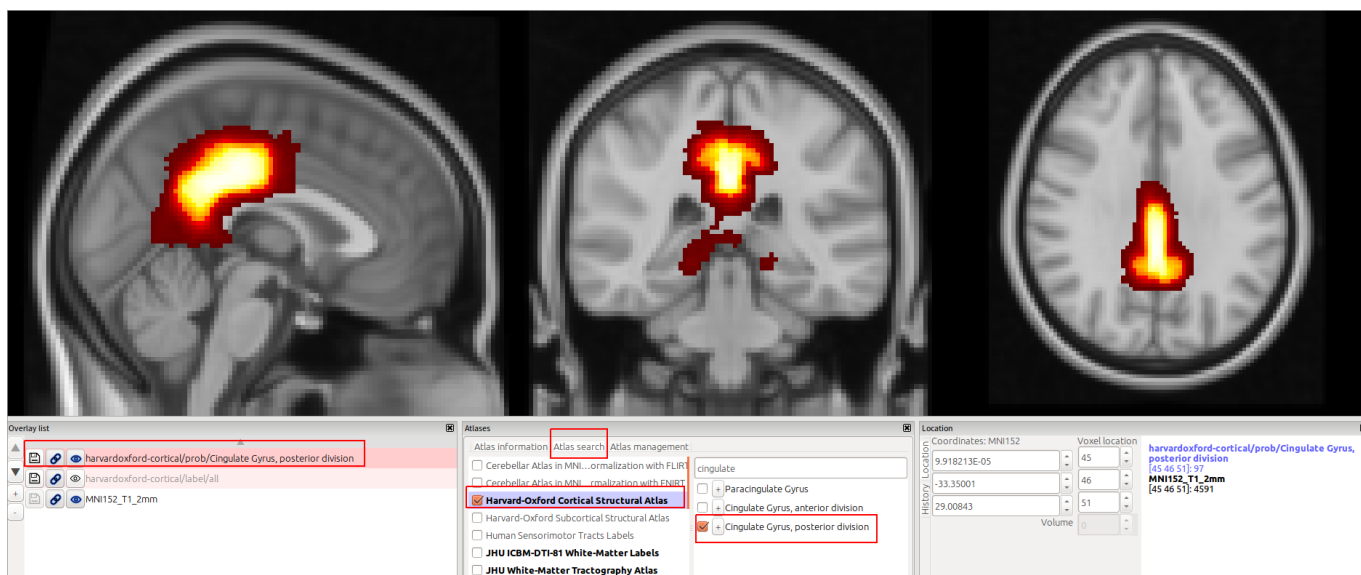 Overlay list
harvardoxford-cortical/prob/Cingulate Gyrus, posterior division
harvardoxford-cortical/label/all
MNI152_T1_2mm
Atlases
Atlas information Atlas search Atlas management
Cerebellar Atlas in MNI...ormalization with FLIRT
Cerebellar Atlas in MNI...ormalization with FNIRT
Harvard-Oxford Cortical Structural Atlas
Harvard-Oxford Subcortical Structural Atlas
Human Sensorimotor Tracts Labels
JHU ICBM-DTI-81 White-Matter Labels
JHU White-Matter Tractography Atlas
cingulate
+ Paracingulate Gyrus
+ Cingulate Gyrus, anterior division
+ Cingulate Gyrus, posterior division
Location
History Location
Coordinates: MNI152
9.918213E-05
-33.35001
29.00843
Voxel location
45
46
51
Volume 0
harvardoxford-cortical/prob/Cingulate Gyrus,
posterior division
[45 46 51]: 97
MNI152_T1_2mm
[45 46 51]: 4591